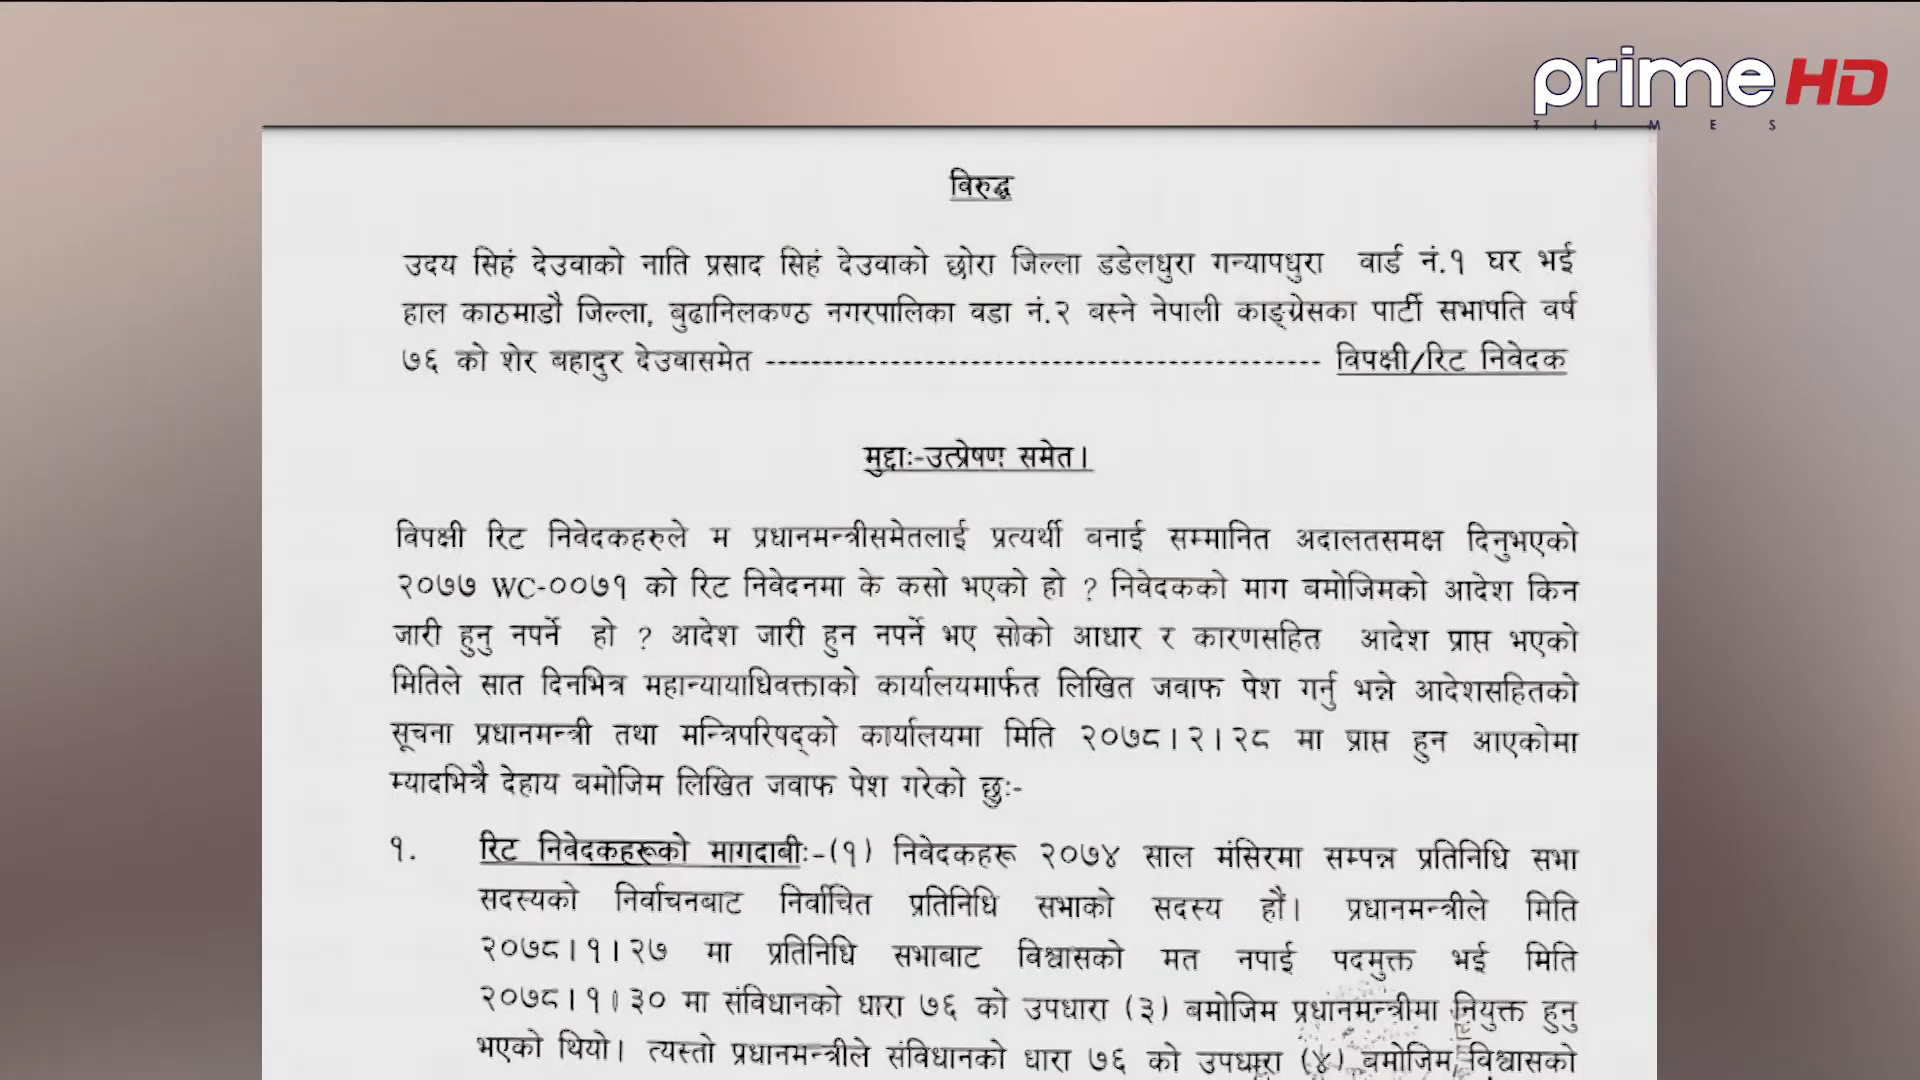 prime HD
TIMES
विरुद्ध
उदय सिहं देउवाको नाति प्रसाद सिहं देउवाको छोरा जिल्ला डडेलधुरा गन्यापधुरा वार्ड नं.१ घर भई
हाल काठमाडौ जिल्ला, बुढानिलकण्ठ नगरपालिका वडा नं.२ बस्ने नेपाली काङ्ग्रेसका पार्टी सभापति वर्ष
७६ को शेर बहादुर देउवासमेत ------------------------------------------------ विपक्षी/रिट निवेदक
मुद्दाः-उत्प्रेषण समेत।
विपक्षी रिट निवेदकहरुले म प्रधानमन्त्रीसमेतलाई प्रत्यर्थी बनाई सम्मानित अदालतसमक्ष दिनुभएको
२०७७ WC-००७१ को रिट निवेदनमा के कसो भएको हो ? निवेदकको माग बमोजिमको आदेश किन
जारी हुनु नपर्ने हो ? आदेश जारी हुन नपर्ने भए सोको आधार र कारणसहित आदेश प्राप्त भएको
मितिले सात दिनभित्र महान्यायाधिवक्ताको कार्यालयमार्फत लिखित जवाफ पेश गर्नु भन्ने आदेशसहितको
सूचना प्रधानमन्त्री तथा मन्त्रिपरिषद्को कार्यालयमा मिति २०७८।२।२८ मा प्राप्त हुन आएकोमा
म्यादभित्रै देहाय बमोजिम लिखित जवाफ पेश गरेको छुः-
१. रिट निवेदकहरूको मागदाबीः-(१) निवेदकहरू २०७४ साल मंसिरमा सम्पन्न प्रतिनिधि सभा
सदस्यको निर्वाचनबाट निर्वाचित प्रतिनिधि सभाको सदस्य हौं। प्रधानमन्त्रीले मिति
२०७८।१।२७ मा प्रतिनिधि सभाबाट विश्वासको मत नपाई पदमुक्त भई मिति
२०७८।१।३० मा संविधानको धारा ७६ को उपधारा (३) बमोजिम प्रधानमन्त्रीमा नियुक्त हुनु
भएको थियो। त्यस्तो प्रधानमन्त्रीले संविधानको धारा ७६ को उपधारा (४) बमोजिम विश्वासको